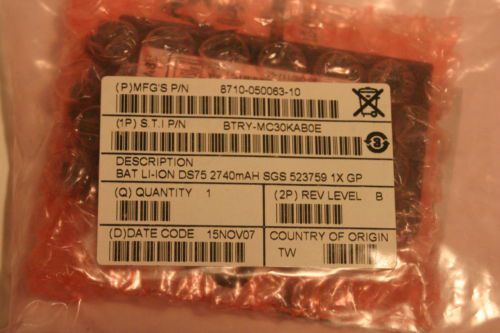 (P)MFG'S P/N 8710-050063-10
(1P) S.T.I P/N BTRY-MC30KAB0E
DESCRIPTION
BAT LI-ION DS75 2740mAH SGS 523759 1X GP
(Q) QUANTITY 1
(2P) REV LEVEL B
(D)DATE CODE 15NOV07
COUNTRY OF ORIGIN
TW